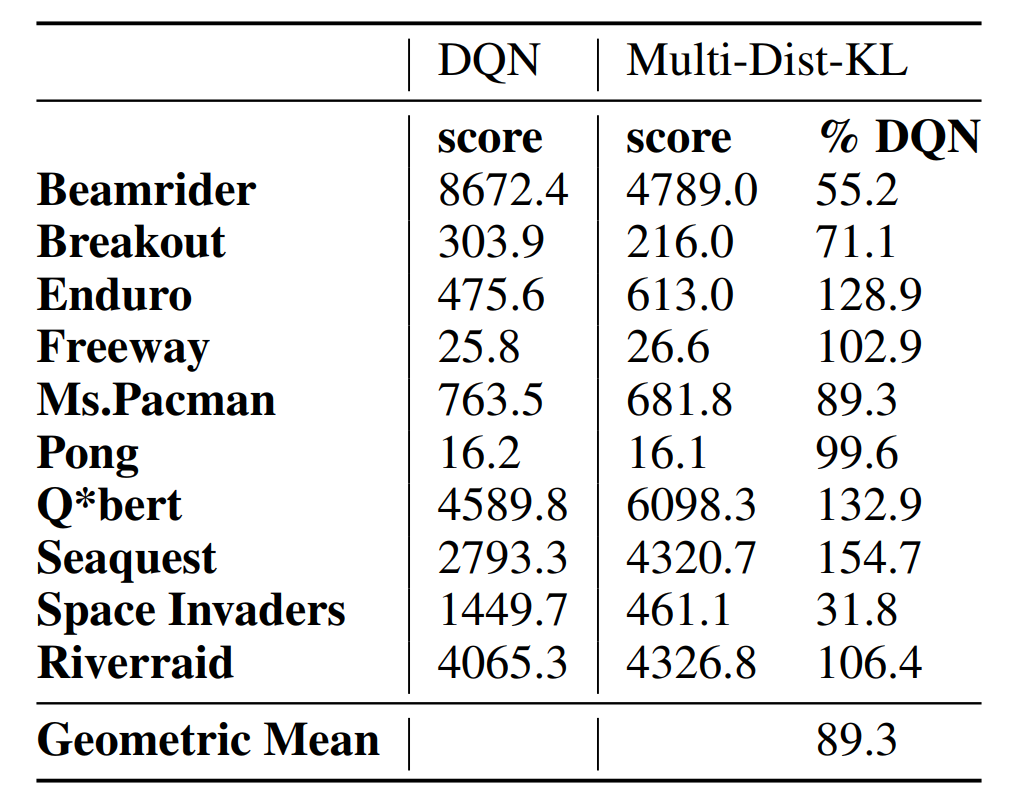 DQN Multi-Dist-KL
score score % DQN
Beamrider 8672.4 4789.0 55.2
Breakout 303.9 216.0 71.1
Enduro 475.6 613.0 128.9
Freeway 25.8 26.6 102.9
Ms.Pacman 763.5 681.8 89.3
Pong 16.2 16.1 99.6
Q*bert 4589.8 6098.3 132.9
Seaquest 2793.3 4320.7 154.7
Space Invaders 1449.7 461.1 31.8
Riverraid 4065.3 4326.8 106.4
Geometric Mean 89.3